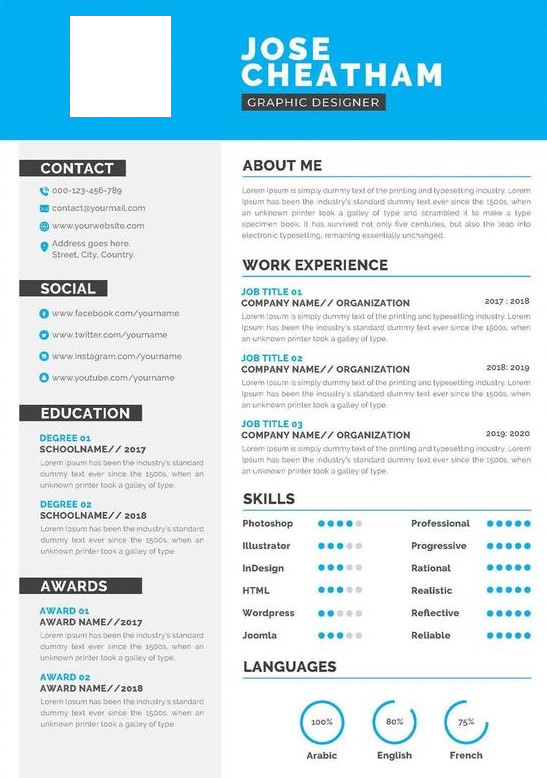 JOSE
CHEATHAM
GRAPHIC DESIGNER
CONTACT
000-123-456-789
contact@yourmail.com
www.yourwebsite.com
Address goes here.
Street, City, Country.
SOCIAL
www.facebook.com/yourname
www.twitter.com/yourname
www.instagram.com/yourname
www.youtube.com/yourname
EDUCATION
DEGREE 01
SCHOOLNAME// 2017
Lorem Ipsum has been the industry's standard
dummy text ever since the 1500s, when an
unknown printer took a galley of type.
DEGREE 02
SCHOOLNAME// 2018
Lorem Ipsum has been the industry's standard
dummy text ever since the 1500s, when an
unknown printer took a galley of type.
AWARDS
AWARD 01
AWARD NAME//2017
Lorem Ipsum has been the industry's standard
dummy text ever since the 1500s, when an
unknown printer took a galley of type.
AWARD 02
AWARD NAME//2018
Lorem Ipsum has been the industry's standard
dummy text ever since the 1500s, when an
unknown printer took a galley of type.
ABOUT ME
Lorem Ipsum is simply dummy text of the printing and typesetting industry. Lorem
Ipsum has been the industry's standard dummy text ever since the 1500s, when
an unknown printer took a galley of type and scrambled it to make a type
specimen book. It has survived not only five centuries, but also the leap into
electronic typesetting, remaining essentially unchanged.
WORK EXPERIENCE
JOB TITLE 01
COMPANY NAME// ORGANIZATION 2017 : 2018
Lorem Ipsum is simply dummy text of the printing and typesetting industry. Lorem
Ipsum has been the industry's standard dummy text ever since the 1500s, when
an unknown printer took a galley of type.
JOB TITLE 02
COMPANY NAME// ORGANIZATION 2018: 2019
Lorem Ipsum is simply dummy text of the printing and typesetting industry. Lorem
Ipsum has been the industry's standard dummy text ever since the 1500s, when
an unknown printer took a galley of type.
JOB TITLE 03
COMPANY NAME// ORGANIZATION 2019: 2020
Lorem Ipsum is simply dummy text of the printing and typesetting industry. Lorem
Ipsum has been the industry's standard dummy text ever since the 1500s, when
an unknown printer took a galley of type.
SKILLS
Photoshop Professional
Illustrator Progressive
InDesign Rational
HTML Realistic
Wordpress Reflective
Joomla Reliable
LANGUAGES
100% 80% 75%
Arabic English French